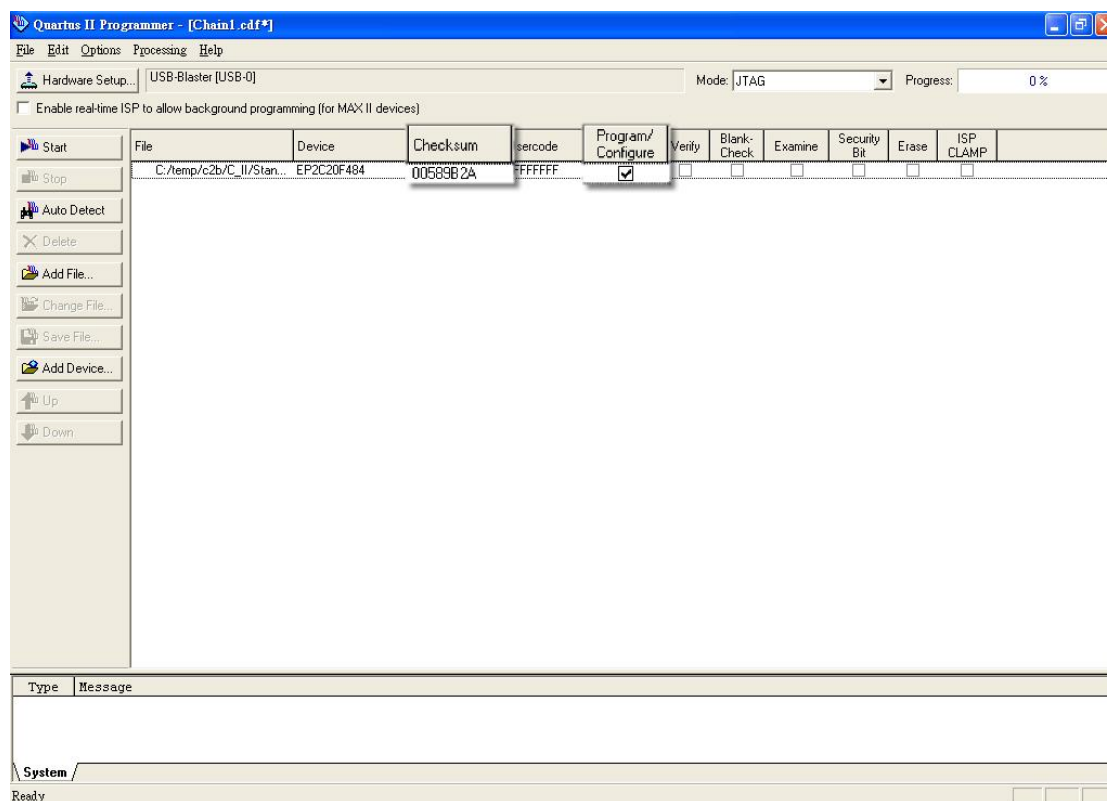 Quartus II Programmer - [Chain1.cdf*]
File Edit Options Processing Help
Hardware Setup... USB-Blaster [USB-0] Mode: JTAG Progress: 0 %
Enable real-time ISP to allow background programming (for MAX II devices)
Start File Device Checksum sercode Program/ Configure Verify Blank- Check Examine Security Bit Erase ISP CLAMP
C:/temp/c2b/C_II/Stan... EP2C20F484 00589B2A FFFFFFF
Stop
Auto Detect
Delete
Add File...
Change File...
Save File...
Add Device...
Up
Down
Type Message
System
Ready